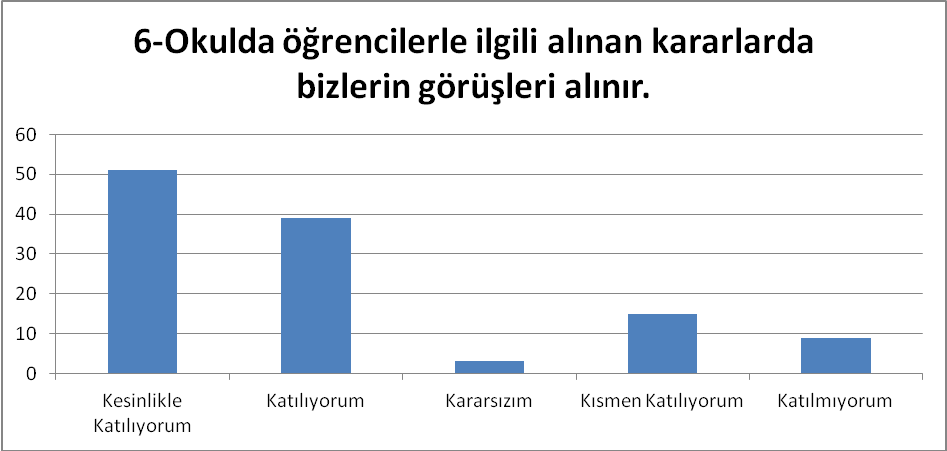 6-Okulda öğrencilerle ilgili alınan kararlarda
bizlerin görüşleri alınır.
60
50
40
30
20
10
0
Kesinlikle
Katılıyorum
Katılıyorum
Kararsızım
Kısmen Katılıyorum
Katılmıyorum